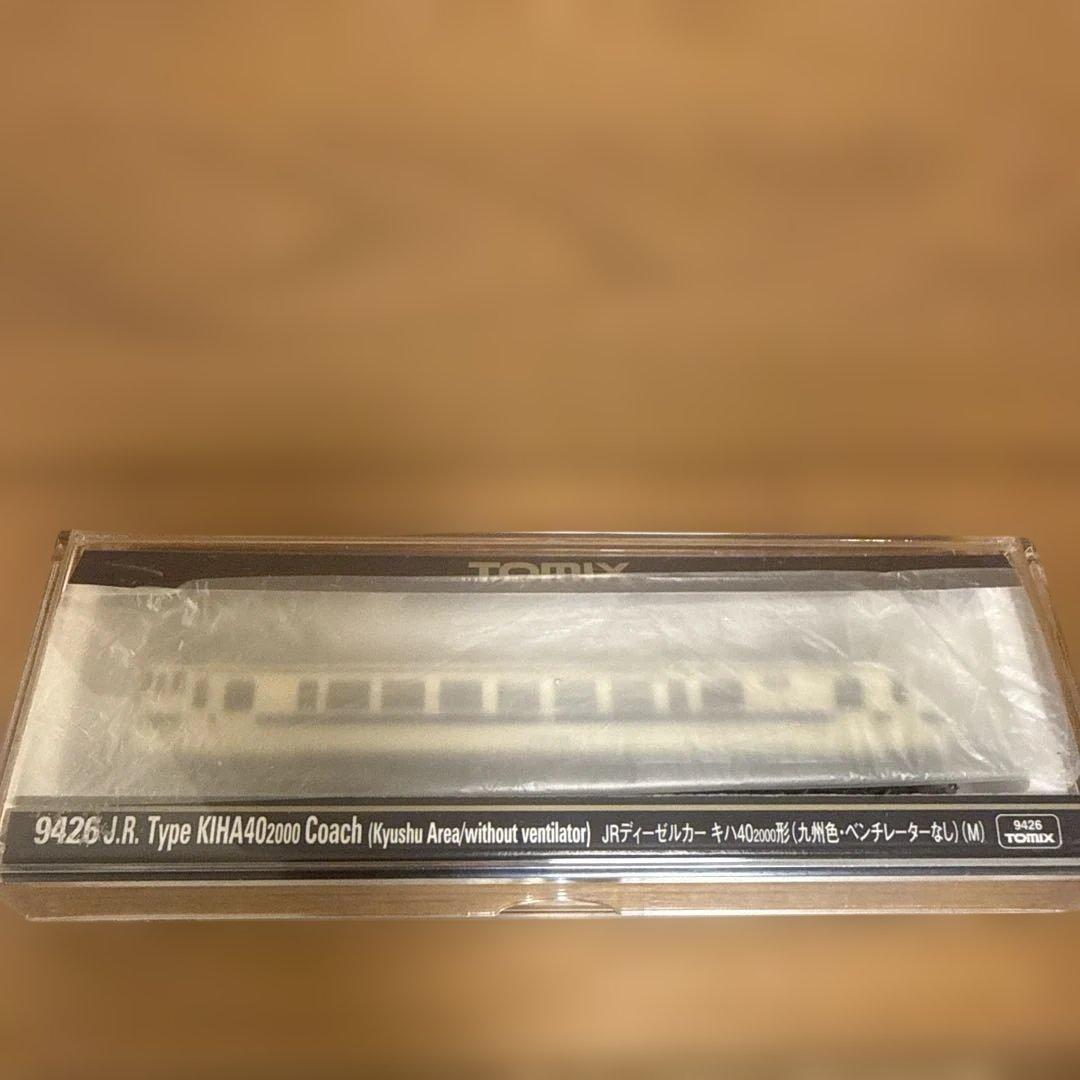 TOMIX
9426 J.R. Type KIHA402000 Coach (Kyushu Area/without ventilator) JRディーゼルカー キハ402000形(九州色・ベンチレーターなし)(M)
9426
TOMIX